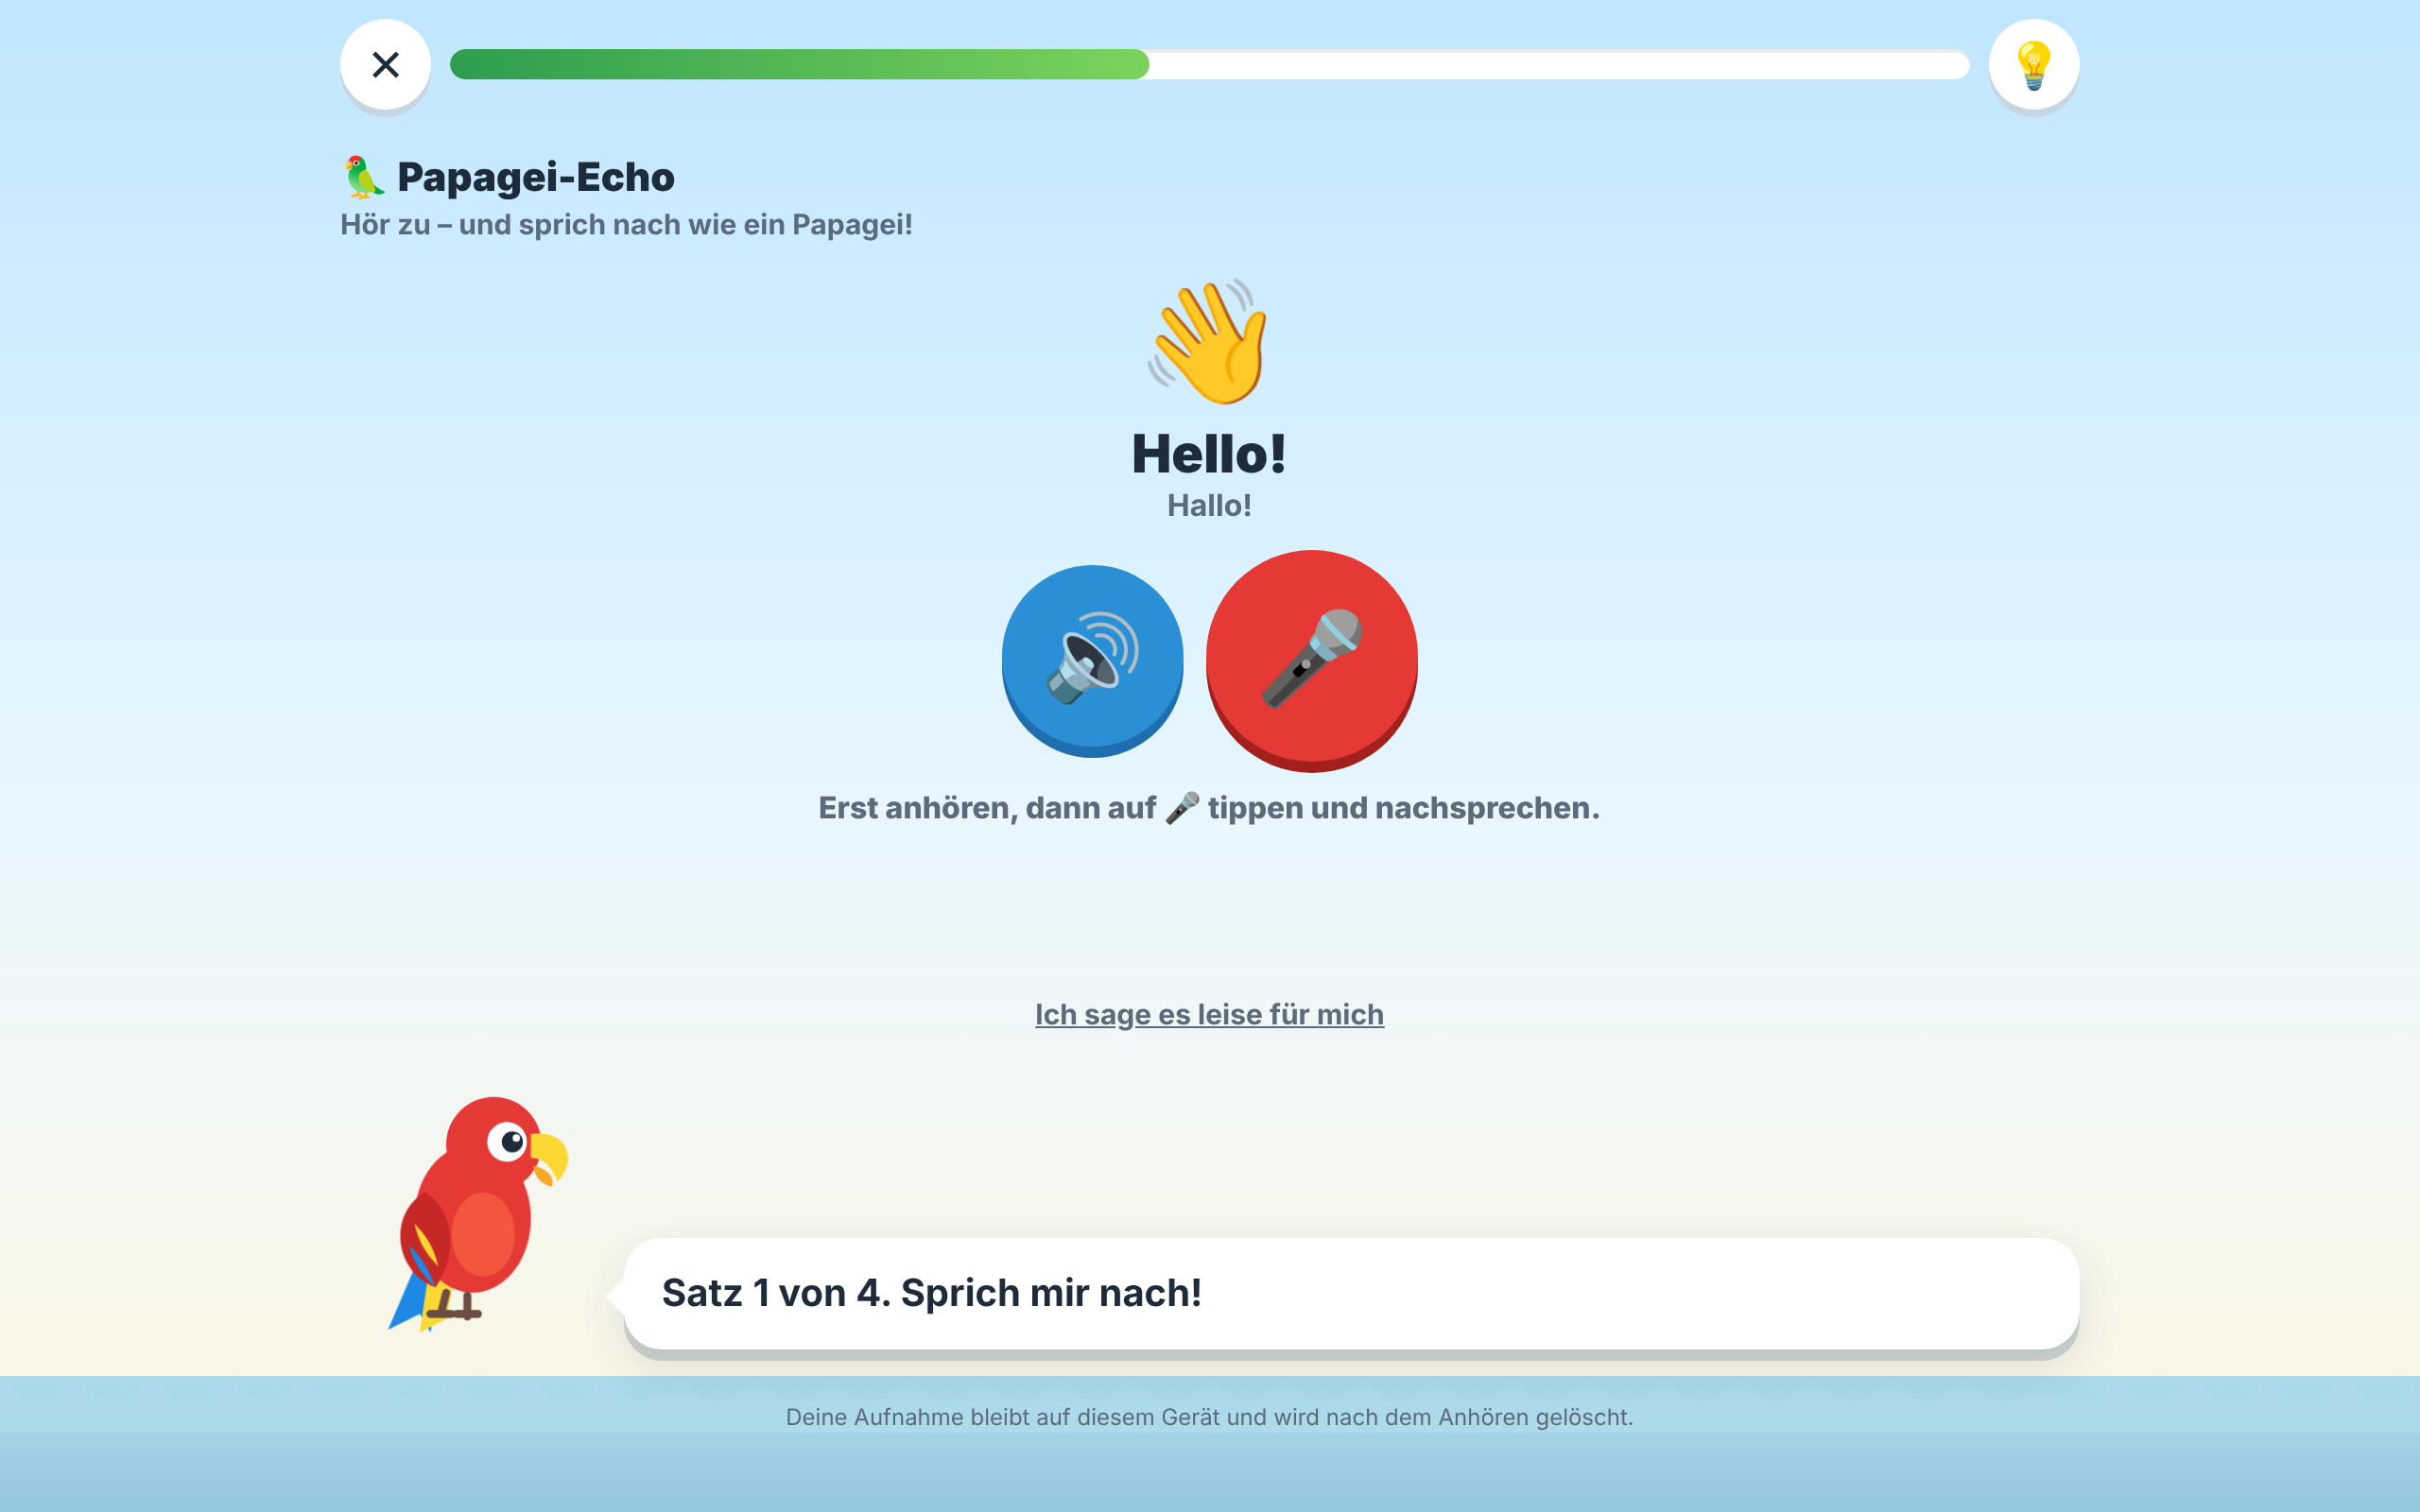 Papagei-Echo
Hör zu – und sprich nach wie ein Papagei!
Hello!
Hallo!
Erst anhören, dann auf 🎤 tippen und nachsprechen.
Ich sage es leise für mich
Satz 1 von 4. Sprich mir nach!
Deine Aufnahme bleibt auf diesem Gerät und wird nach dem Anhören gelöscht.